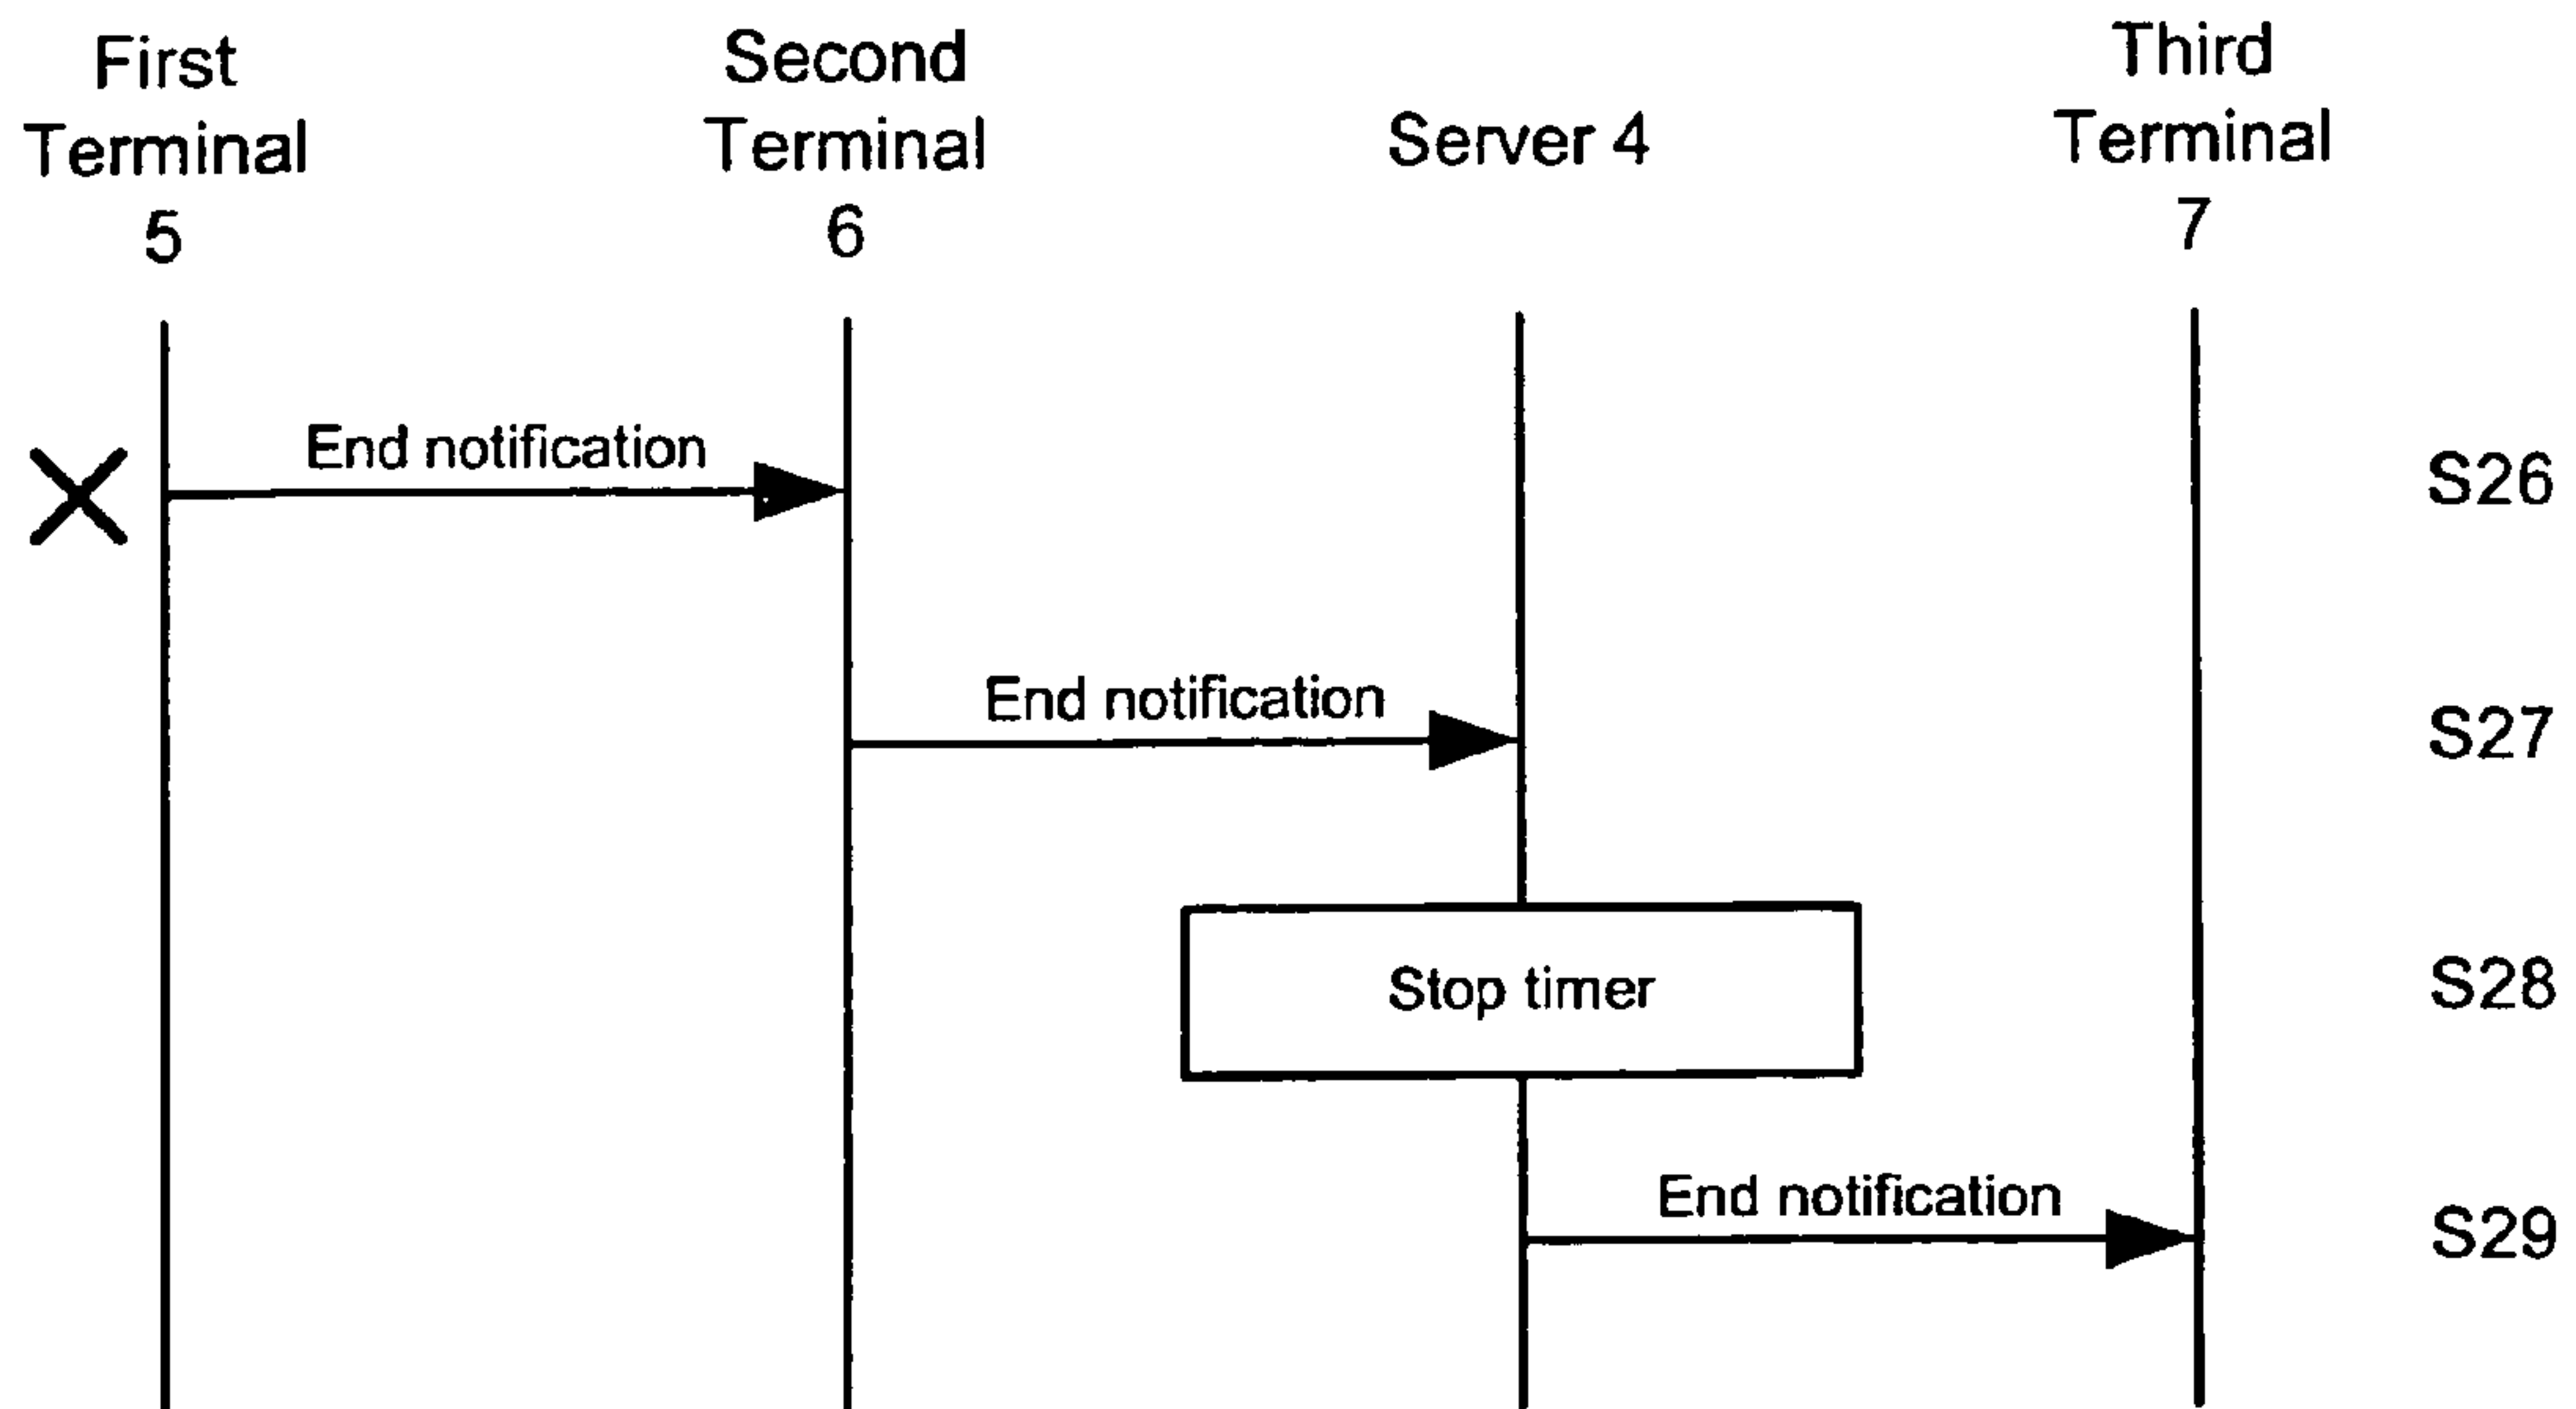 First
Terminal
5
Second
Terminal
6
Server 4
Third
Terminal
7
End notification
S26
End notification
S27
Stop timer
S28
End notification
S29